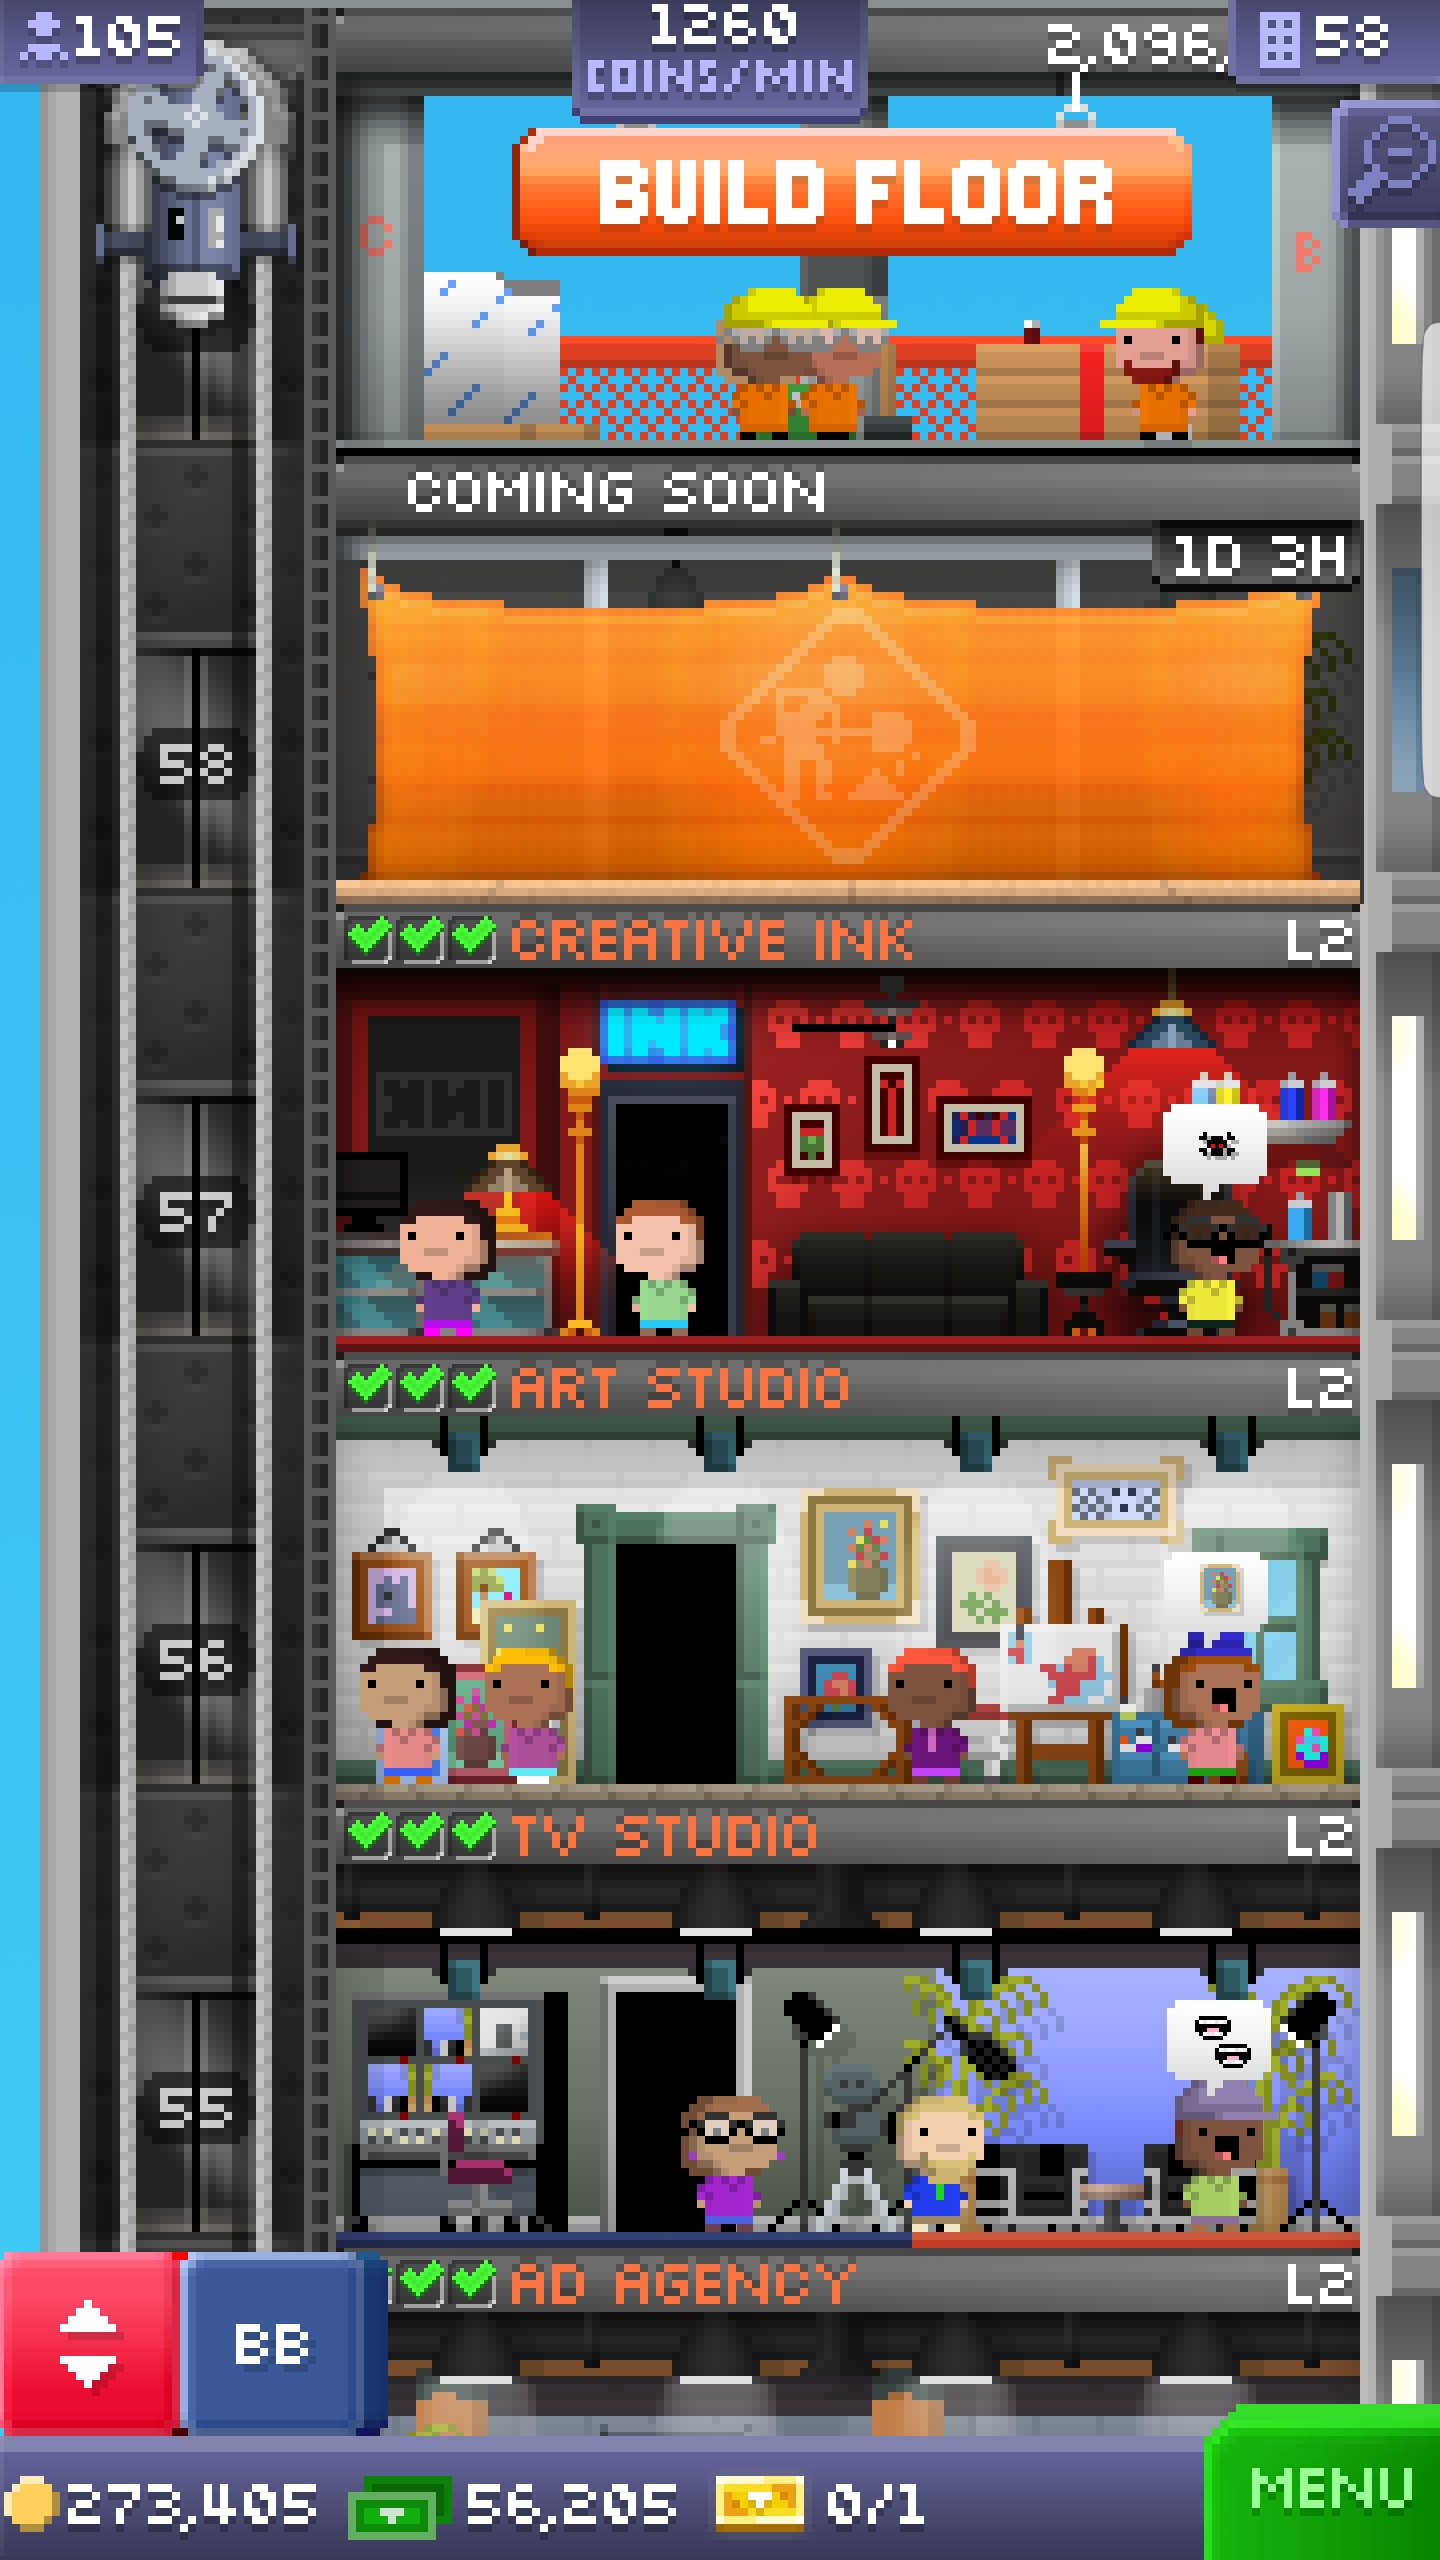 105
1260
COINS/MIN
2,096,
58
C
BUILD FLOOR
B
COMING SOON
1D 3H
58
CREATIVE INK
L2
INK
57
ART STUDIO
L2
56
TV STUDIO
L2
55
AD AGENCY
L2
BB
273,405
56,205
0/1
MENU